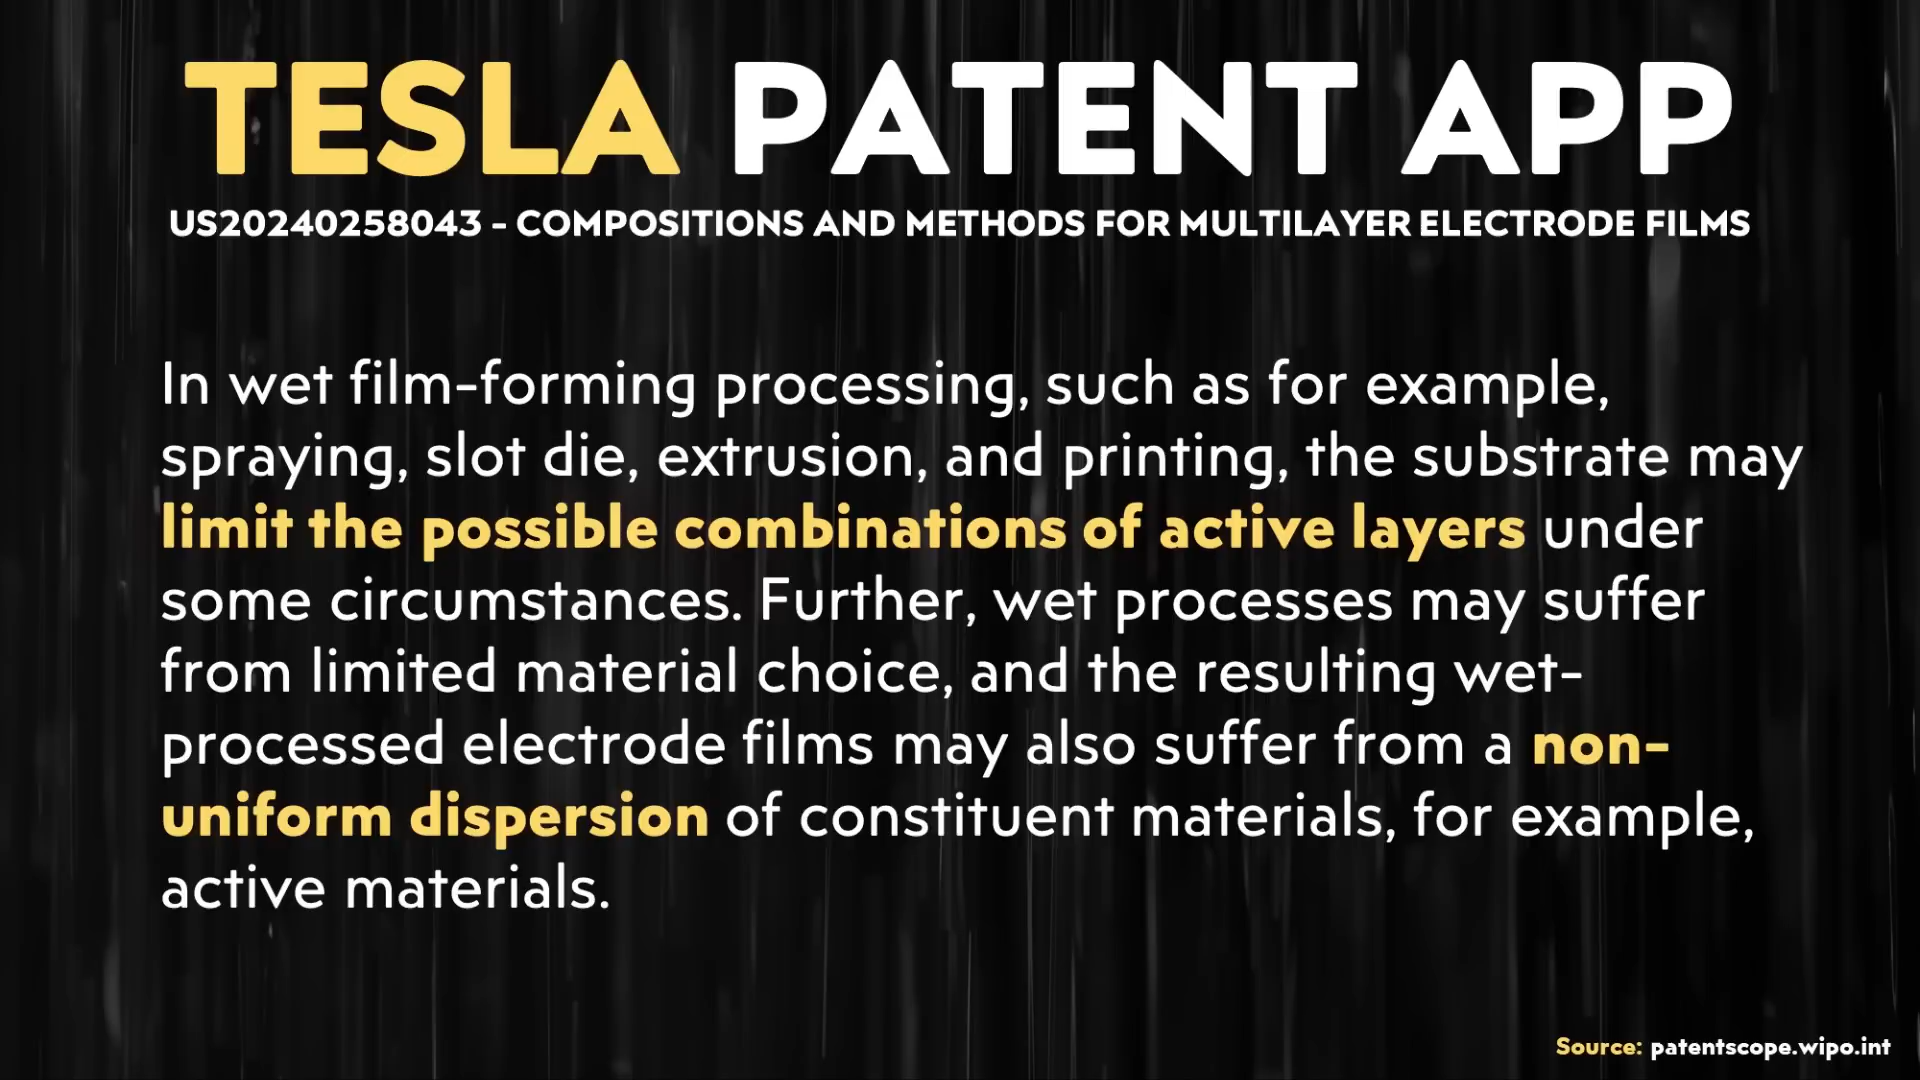 TESLA PATENT APP
US20240258043 - COMPOSITIONS AND METHODS FOR MULTILAYER ELECTRODE FILMS
In wet film-forming processing, such as for example,
spraying, slot die, extrusion, and printing, the substrate may
limit the possible combinations of active layers under
some circumstances. Further, wet processes may suffer
from limited material choice, and the resulting wet-
processed electrode films may also suffer from a non-
uniform dispersion of constituent materials, for example,
active materials.
Source: patentscope.wipo.int